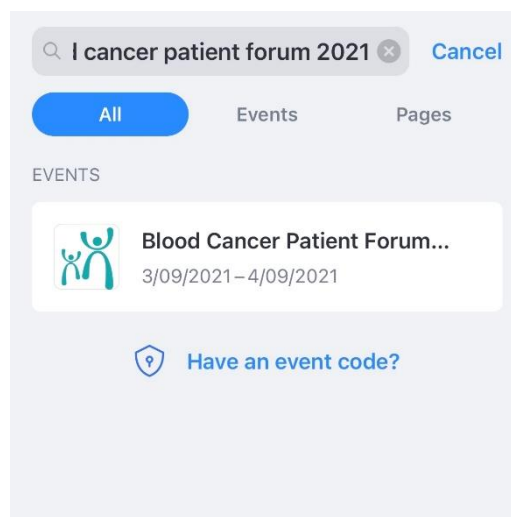 l cancer patient forum 2021 Cancel
All Events Pages
EVENTS
Blood Cancer Patient Forum...
3/09/2021 – 4/09/2021
Have an event code?